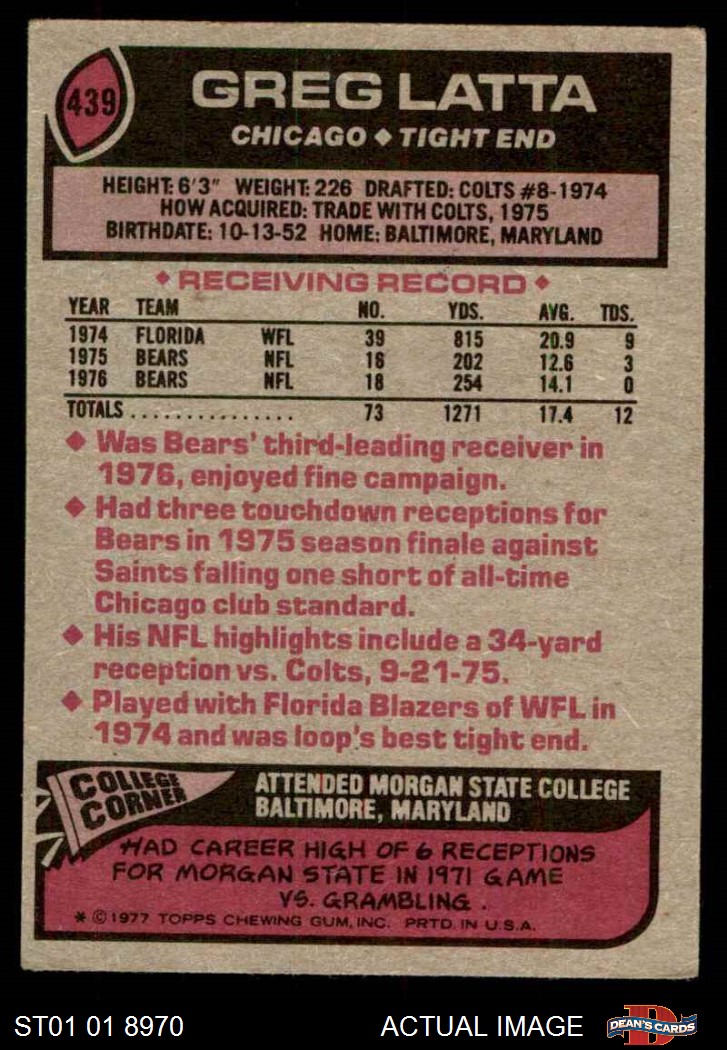 439
GREG LATTA
CHICAGO ◆ TIGHT END
HEIGHT: 6'3" WEIGHT: 226 DRAFTED: COLTS #8-1974
HOW ACQUIRED: TRADE WITH COLTS, 1975
BIRTHDATE: 10-13-52 HOME: BALTIMORE, MARYLAND
◆ RECEIVING RECORD ◆
YEAR TEAM NO. YDS. AVG. TDS.
1974 FLORIDA WFL 39 815 20.9 9
1975 BEARS NFL 16 202 12.6 3
1976 BEARS NFL 18 254 14.1 0
TOTALS ............... 73 1271 17.4 12
◆ Was Bears' third-leading receiver in
1976, enjoyed fine campaign.
◆ Had three touchdown receptions for
Bears in 1975 season finale against
Saints falling one short of all-time
Chicago club standard.
◆ His NFL highlights include a 34-yard
reception vs. Colts, 9-21-75.
◆ Played with Florida Blazers of WFL in
1974 and was loop's best tight end.
COLLEGE
CORNER
ATTENDED MORGAN STATE COLLEGE
BALTIMORE, MARYLAND
HAD CAREER HIGH OF 6 RECEPTIONS
FOR MORGAN STATE IN 1971 GAME
VS. GRAMBLING.
* © 1977 TOPPS CHEWING GUM, INC. PRTD. IN U.S.A.
ST01 01 8970
ACTUAL IMAGE
D
DEAN'S CARDS